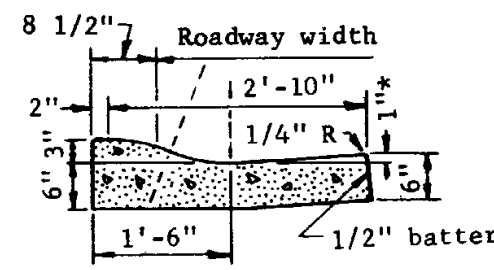 8 1/2"
Roadway width
2'-10"
2"
1"*
1/4" R
3"
6"
6"
1'-6"
1/2" batter